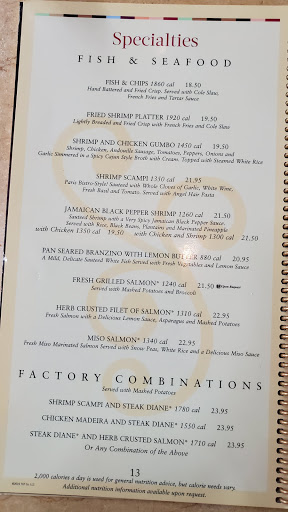 Specialties
FISH & SEAFOOD
FISH & CHIPS 1860 cal 18.50
Hand Battered and Fried Crisp. Served with Cole Slaw,
French Fries and Tartar Sauce
FRIED SHRIMP PLATTER 1920 cal 19.50
Lightly Breaded and Fried Crisp with French Fries and Cole Slaw
SHRIMP AND CHICKEN GUMBO 1450 cal 19.50
Shrimp, Chicken, Andouille Sausage, Tomatoes, Peppers, Onions and
Garlic Simmered in a Spicy Cajun Style Broth with Cream. Topped with Steamed White Rice
SHRIMP SCAMPI 1350 cal 21.95
Paris Bistro-Style! Sautéed with Whole Cloves of Garlic, White Wine,
Fresh Basil and Tomato. Served with Angel Hair Pasta
JAMAICAN BLACK PEPPER SHRIMP 1260 cal 21.50
Sautéed Shrimp with a Very Spicy Jamaican Black Pepper Sauce.
Served with Rice, Black Beans, Plantains and Marinated Pineapple
with Chicken 1350 cal 19.50 with Chicken and Shrimp 1300 cal 21.50
PAN SEARED BRANZINO WITH LEMON BUTTER 880 cal 20.95
A Mild, Delicate Sautéed White Fish Served with Fresh Vegetables and Lemon Sauce
FRESH GRILLED SALMON* 1240 cal 21.50
Served with Mashed Potatoes and Broccoli
HERB CRUSTED FILET OF SALMON* 1310 cal 22.95
Fresh Salmon with a Delicious Lemon Sauce, Asparagus and Mashed Potatoes
MISO SALMON* 1340 cal 22.95
Fresh Miso Marinated Salmon Served with Snow Peas, White Rice and a Delicious Miso Sauce
FACTORY COMBINATIONS
Served with Mashed Potatoes
SHRIMP SCAMPI AND STEAK DIANE* 1780 cal 23.95
CHICKEN MADEIRA AND STEAK DIANE* 1550 cal 23.95
STEAK DIANE* AND HERB CRUSTED SALMON* 1710 cal 23.95
Or Any Combination of the Above
13
2,000 calories a day is used for general nutrition advice, but calorie needs vary.
Additional nutrition information available upon request.